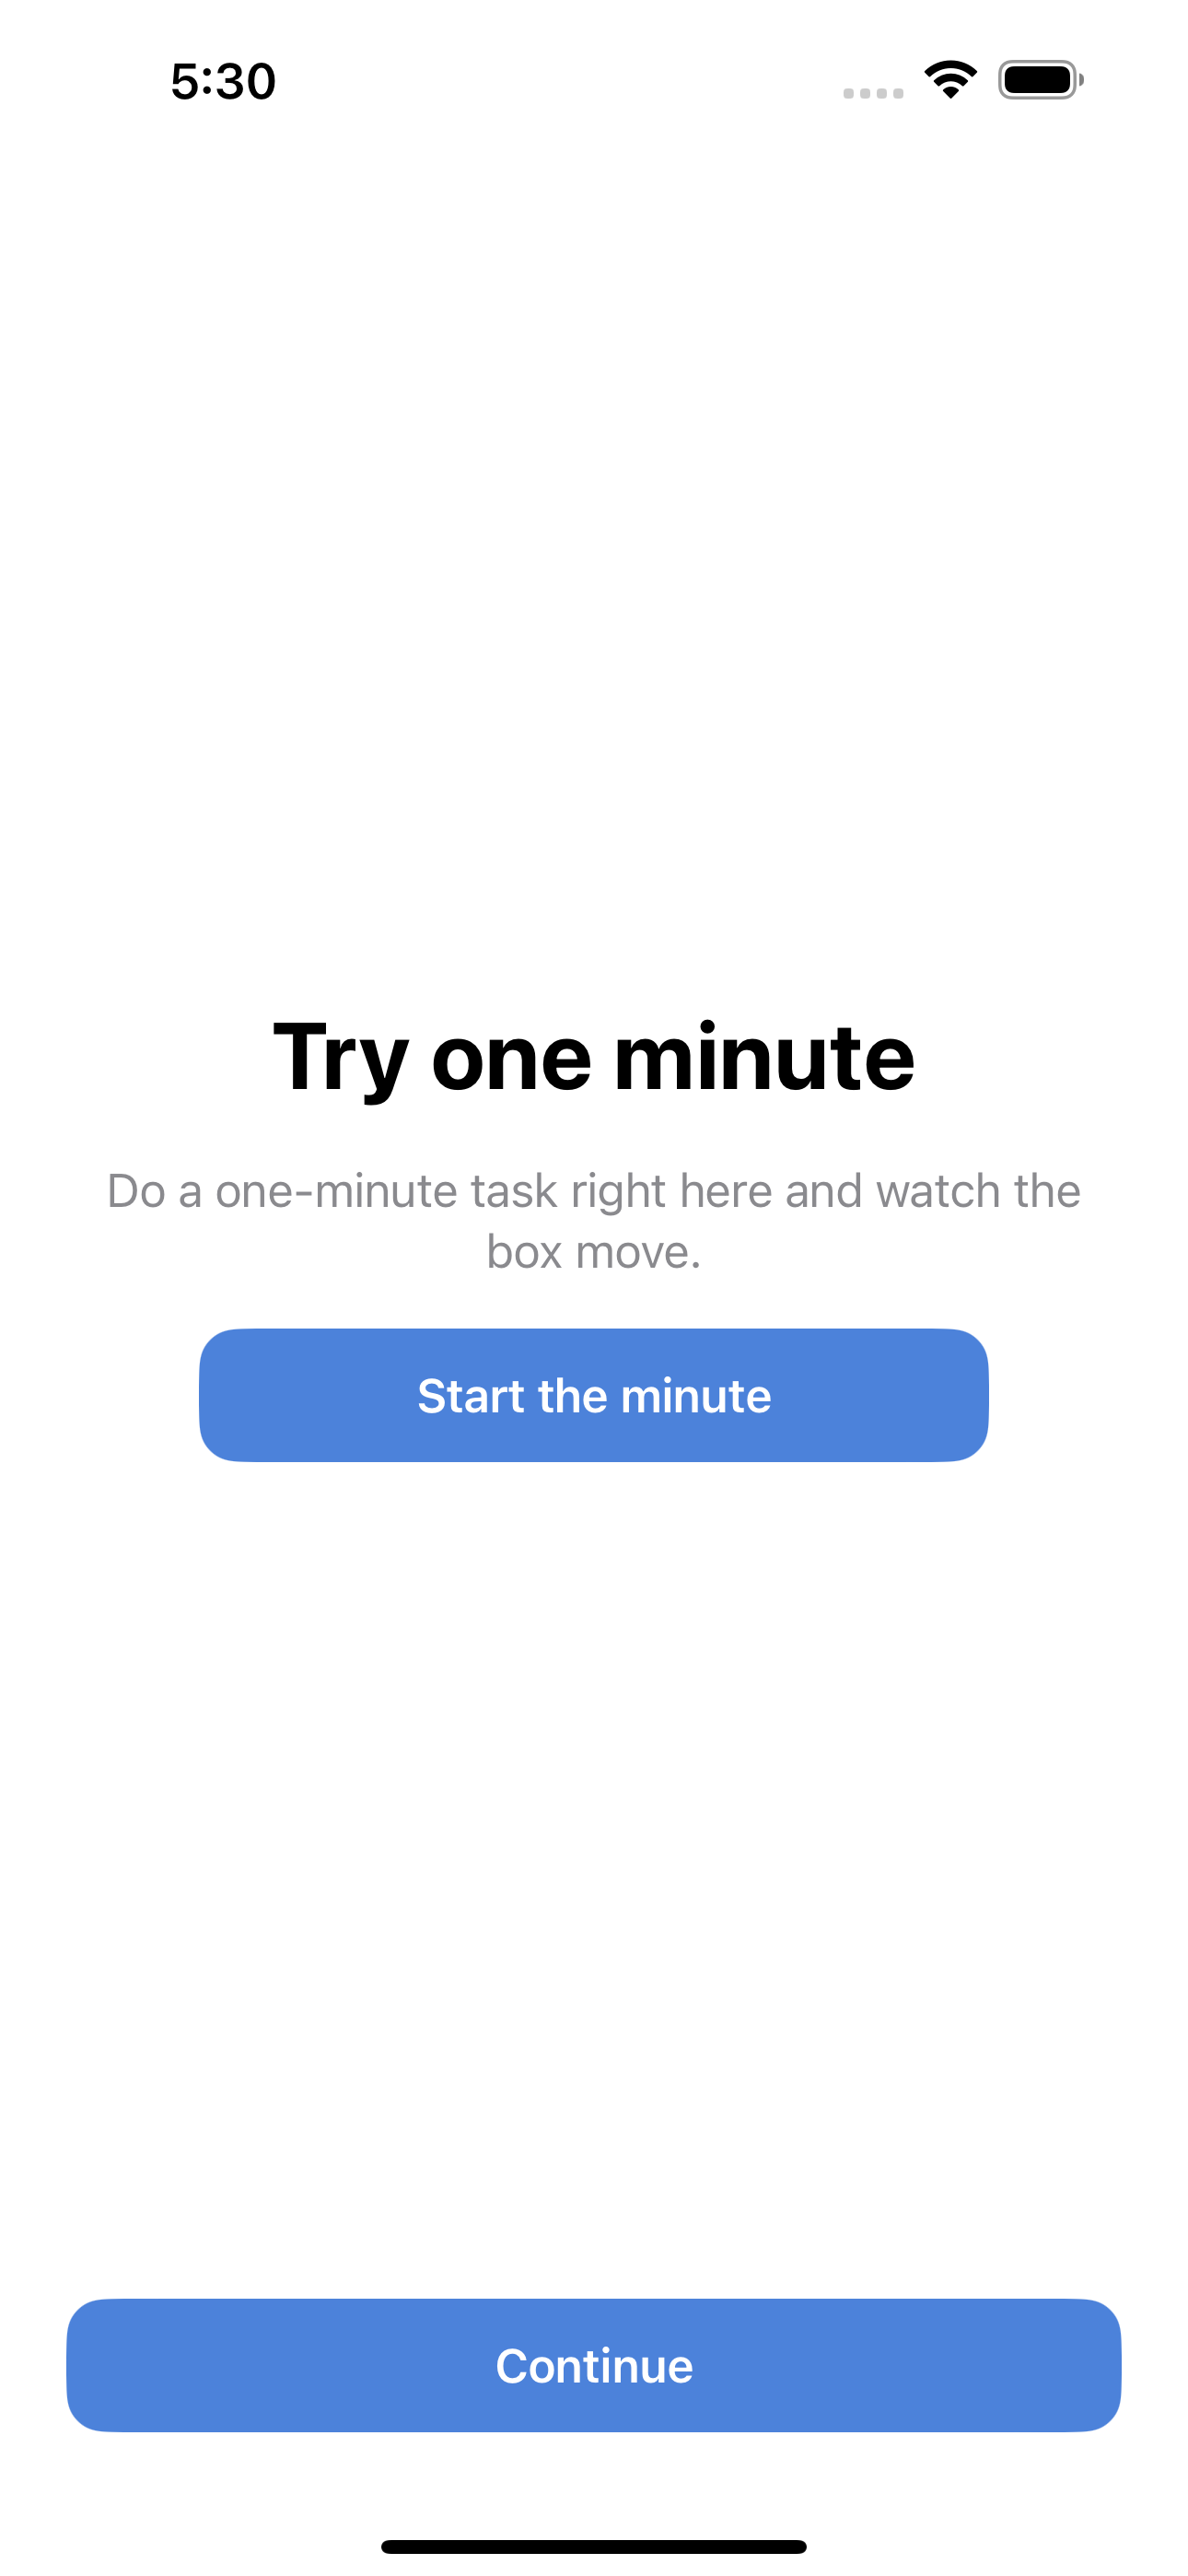 5:30
Try one minute
Do a one-minute task right here and watch the
box move.
Start the minute
Continue